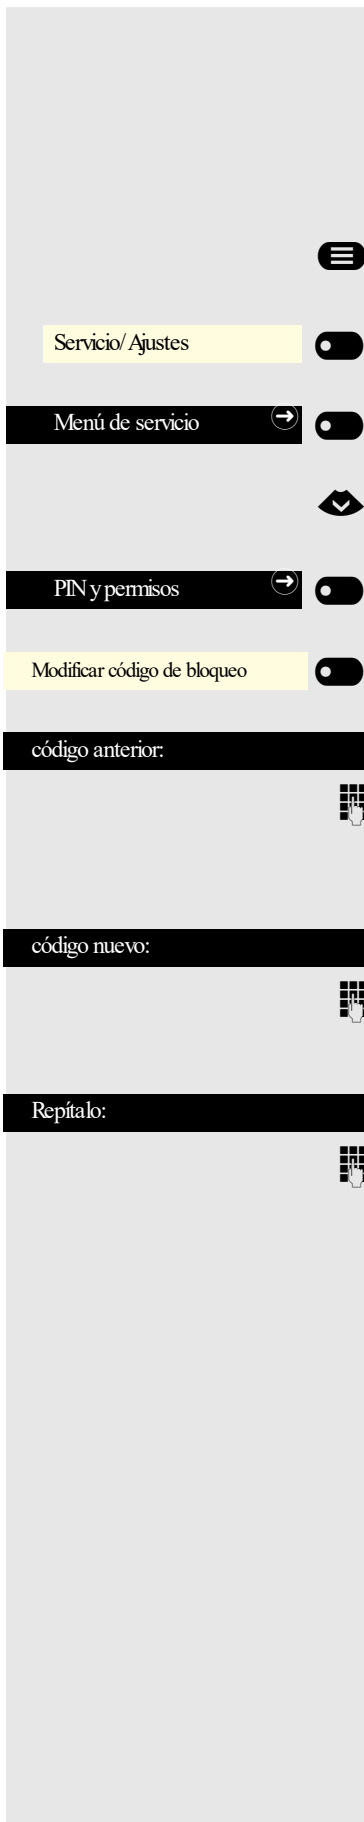 Servicio/ Ajustes
Menú de servicio
PIN y permisos
Modificar código de bloqueo
código anterior:
código nuevo:
Repítalo: